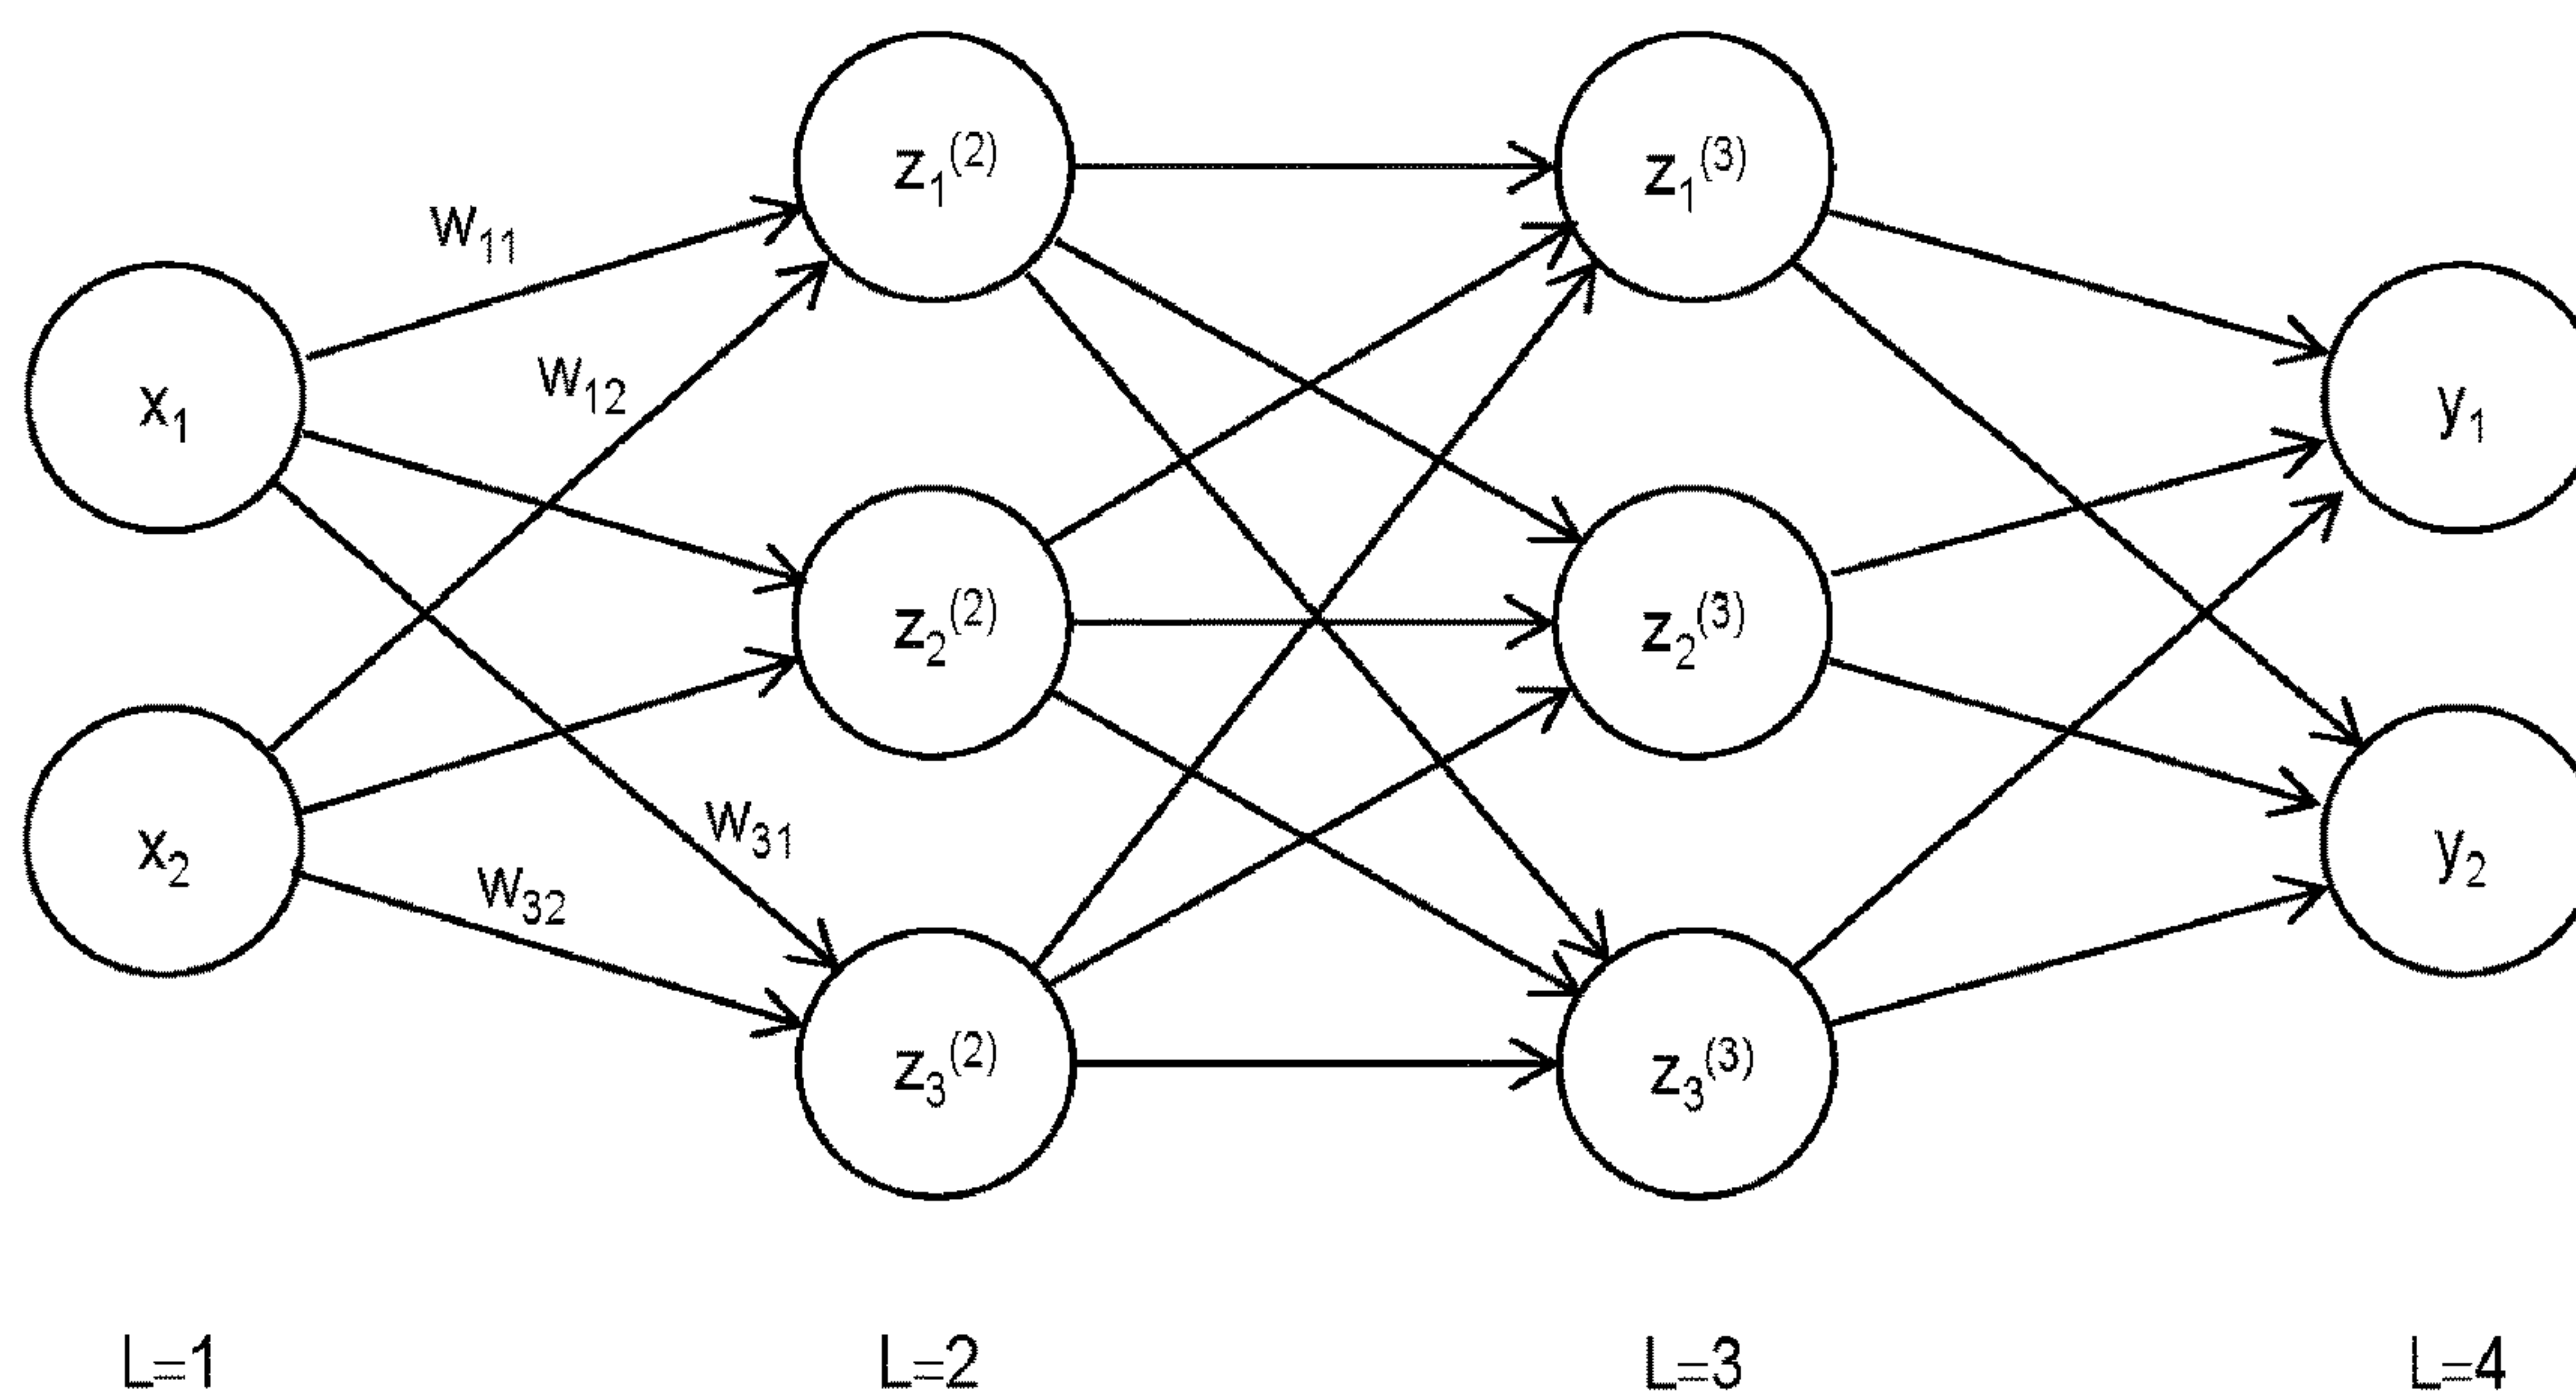 z₁⁽²⁾
z₁⁽³⁾
w₁₁
w₁₂
x₁
y₁
z₂⁽²⁾
z₂⁽³⁾
w₃₁
x₂
w₃₂
y₂
z₃⁽²⁾
z₃⁽³⁾
L=1 L=2 L=3 L=4